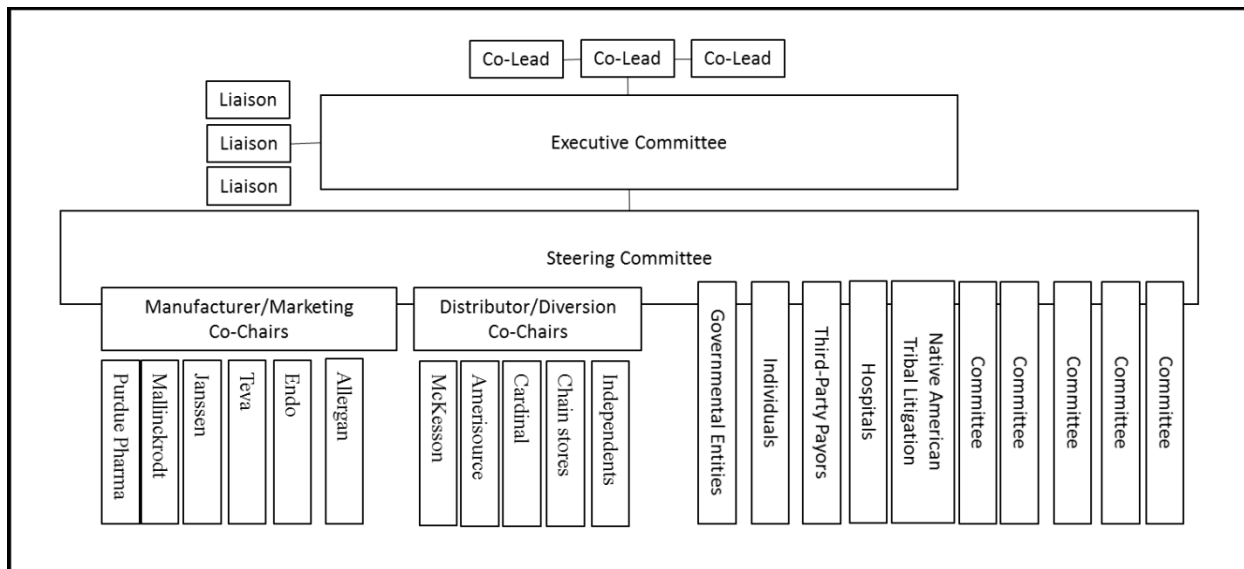 Co-Lead
Co-Lead
Co-Lead
Liaison
Liaison
Liaison
Executive Committee
Steering Committee
Manufacturer/Marketing
Co-Chairs
Distributor/Diversion
Co-Chairs
Purdue Pharma
Mallinckrodt
Janssen
Teva
Endo
Allergan
McKesson
Amerisource
Cardinal
Chain stores
Independents
Governmental Entities
Individuals
Third-Party Payors
Hospitals
Native American
Tribal Litigation
Committee
Committee
Committee
Committee
Committee